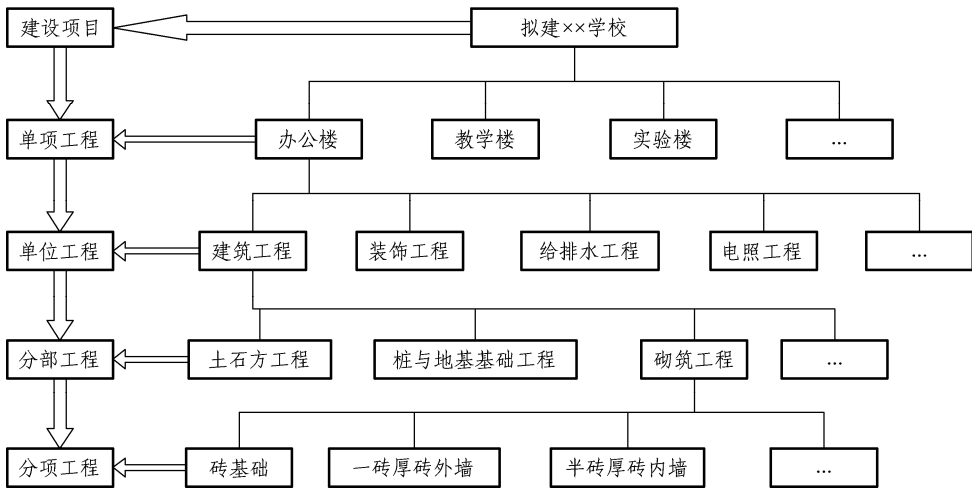 建设项目
拟建××学校
单项工程
办公楼
教学楼
实验楼
...
单位工程
建筑工程
装饰工程
给排水工程
电照工程
...
分部工程
土石方工程
桩与地基基础工程
砌筑工程
...
分项工程
砖基础
一砖厚砖外墙
半砖厚砖内墙
...